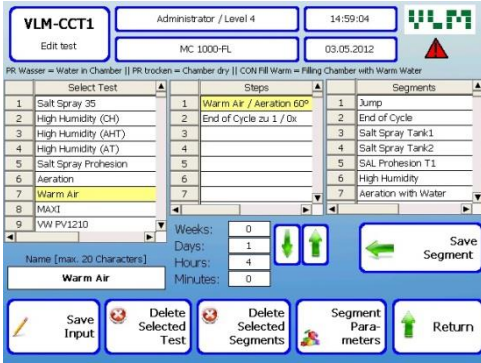 VLM-CCT1
Edit test
Administrator / Level 4
MC 1000-FL
14:59:04
03.05.2012
VLM
PR Wasser = Water in Chamber || PR trocken = Chamber dry || CON Fill Warm = Filling Chamber with Warm Water
Select Test
1 Salt Spray 35
2 High Humidity (CH)
3 High Humidity (AHT)
4 High Humidity (AT)
5 Salt Spray Prohesion
6 Aeration
7 Warm Air
8 MAXI
9 VW PV1210
Steps
1 Warm Air / Aeration 60º
2 End of Cycle zu 1 / 0x
3
4
5
6
7
Segments
1 Jump
2 End of Cycle
3 Salt Spray Tank1
4 Salt Spray Tank2
5 SAL Prohesion T1
6 High Humidity
7 Aeration with Water
Name [max. 20 Characters]
Warm Air
Weeks: 0
Days: 1
Hours: 4
Minutes: 0
Save
Segment
Save
Input
Delete
Selected
Test
Delete
Selected
Segments
Segment
Para-
meters
Return